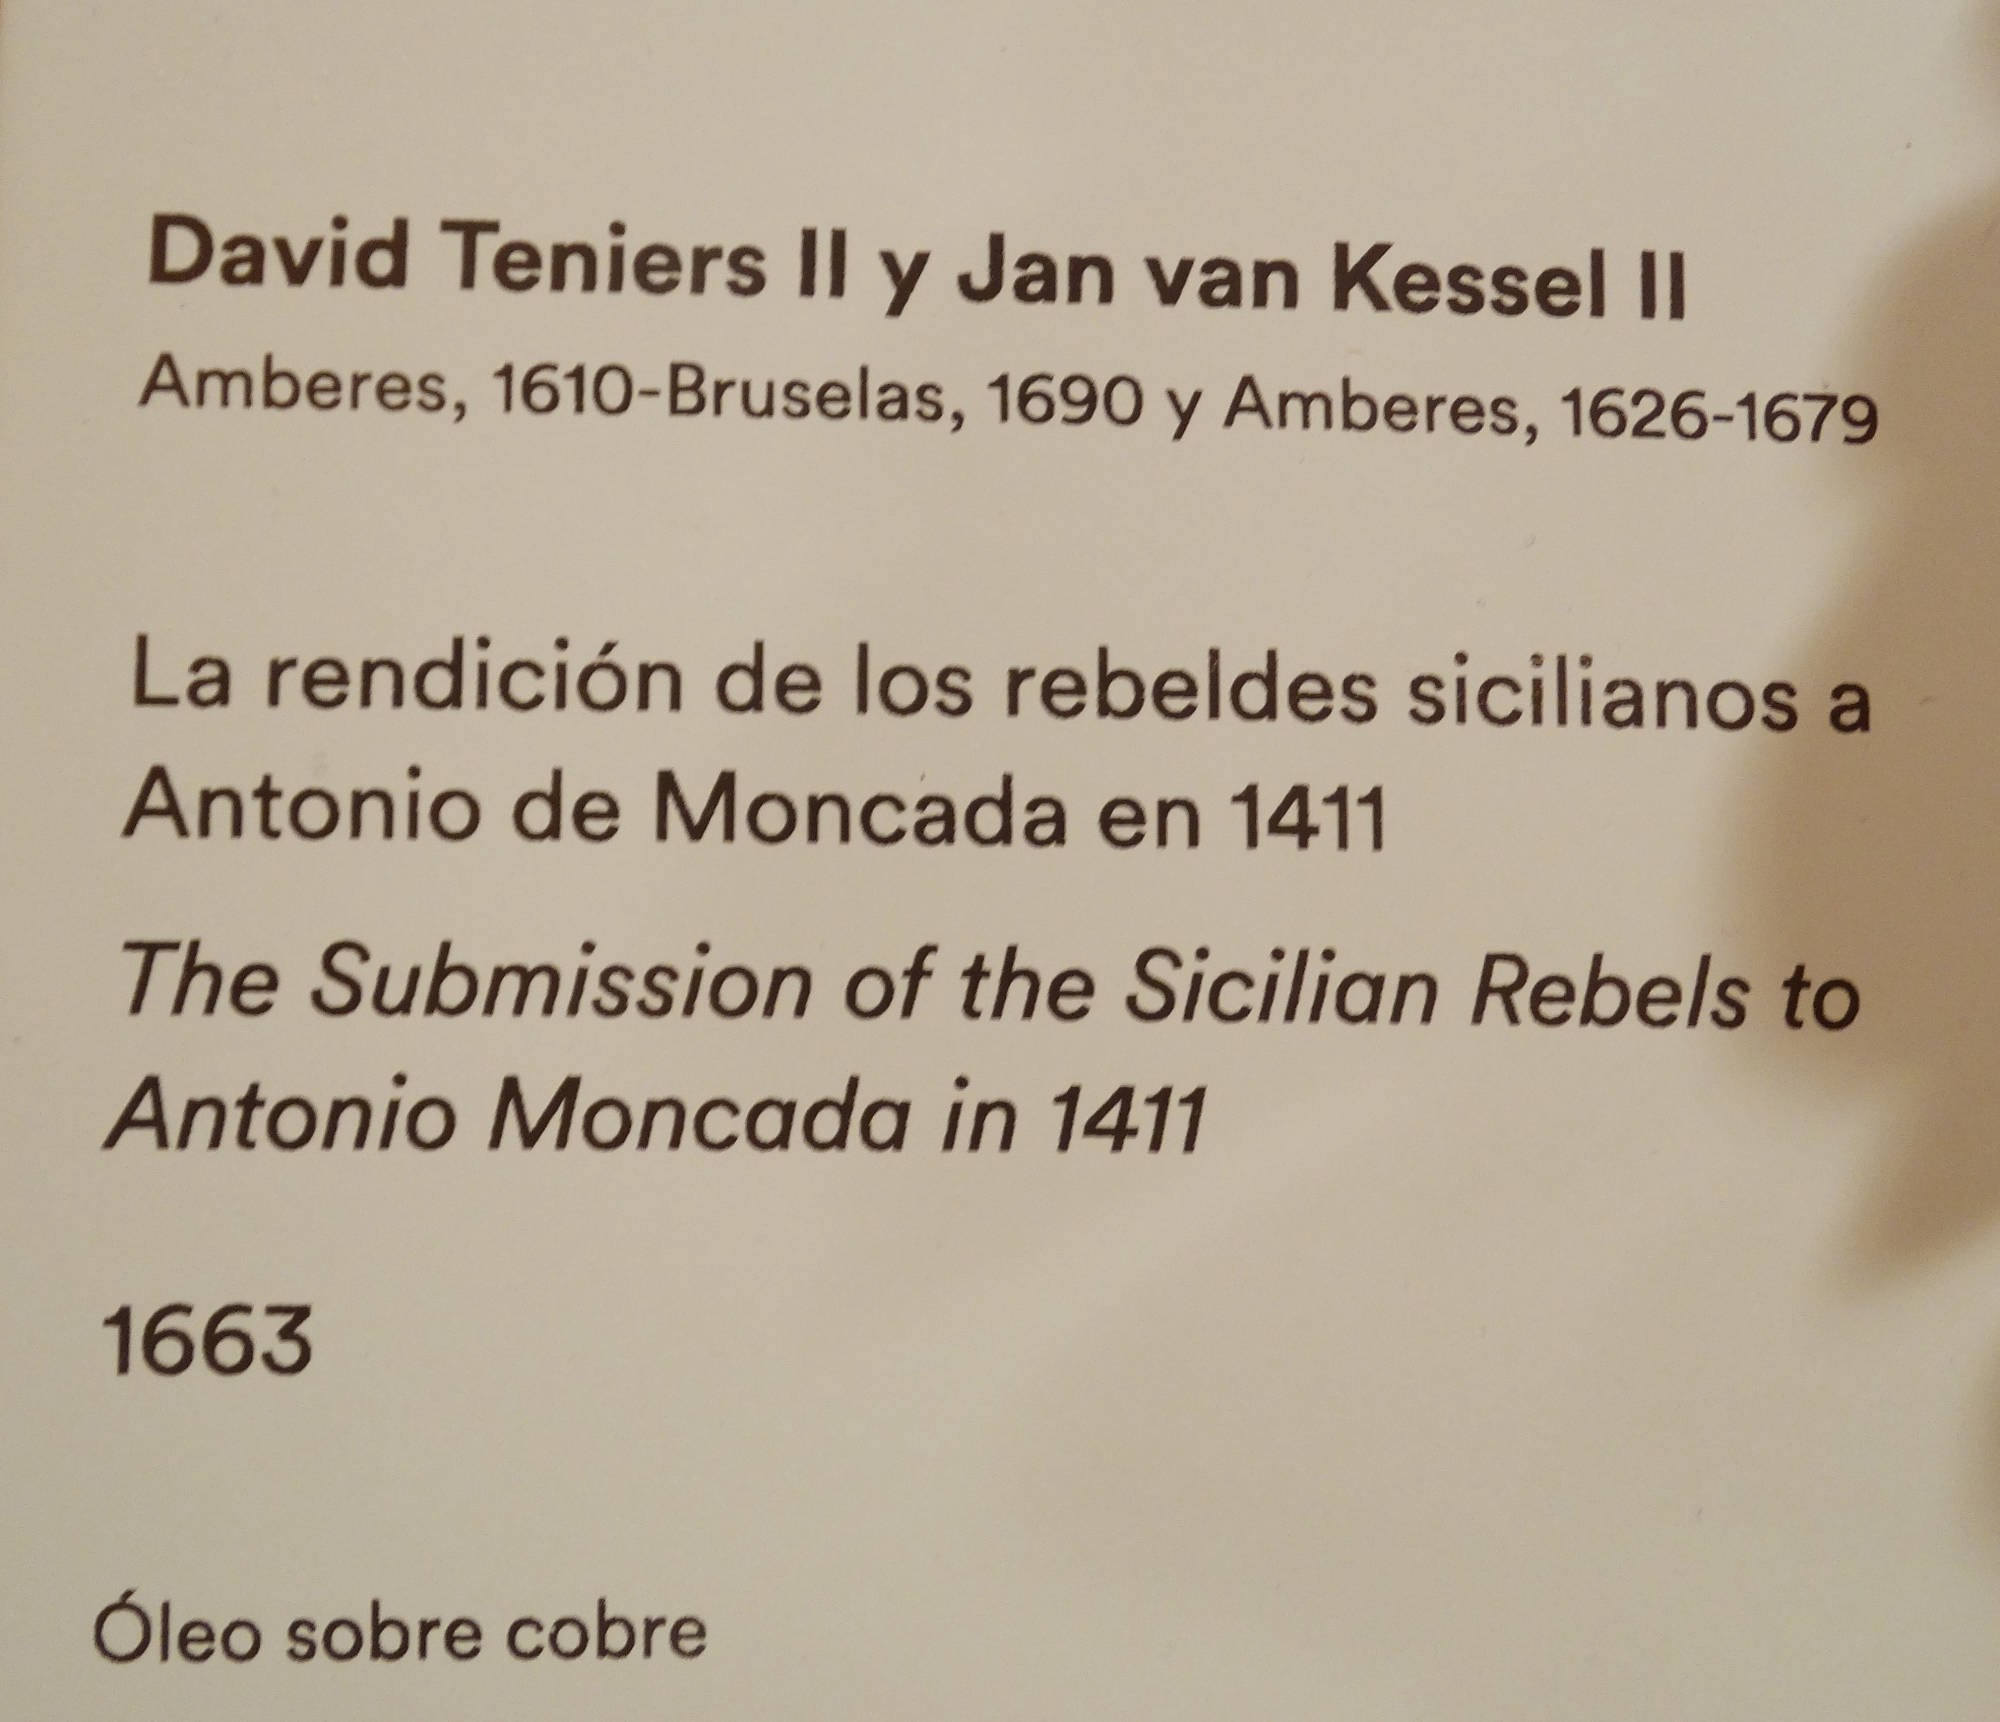 David Teniers II y Jan van Kessel II
Amberes, 1610-Bruselas, 1690 y Amberes, 1626-1679
La rendición de los rebeldes sicilianos a
Antonio de Moncada en 1411
The Submission of the Sicilian Rebels to
Antonio Moncada in 1411
1663
Óleo sobre cobre